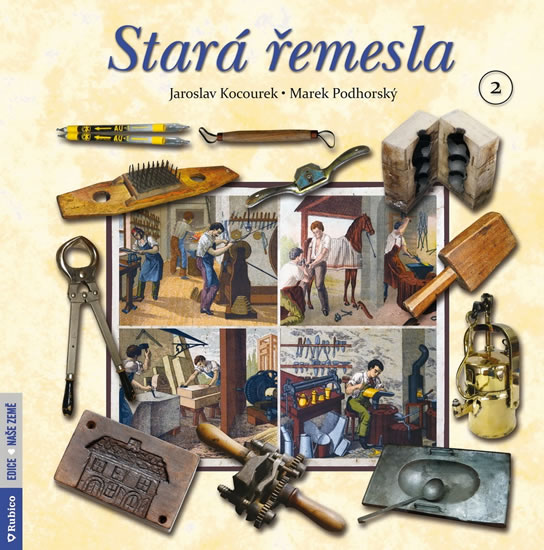 Stará řemesla
Jaroslav Kocourek • Marek Podhorský
2
EDICE NAŠE ZEMĚ
Rubico